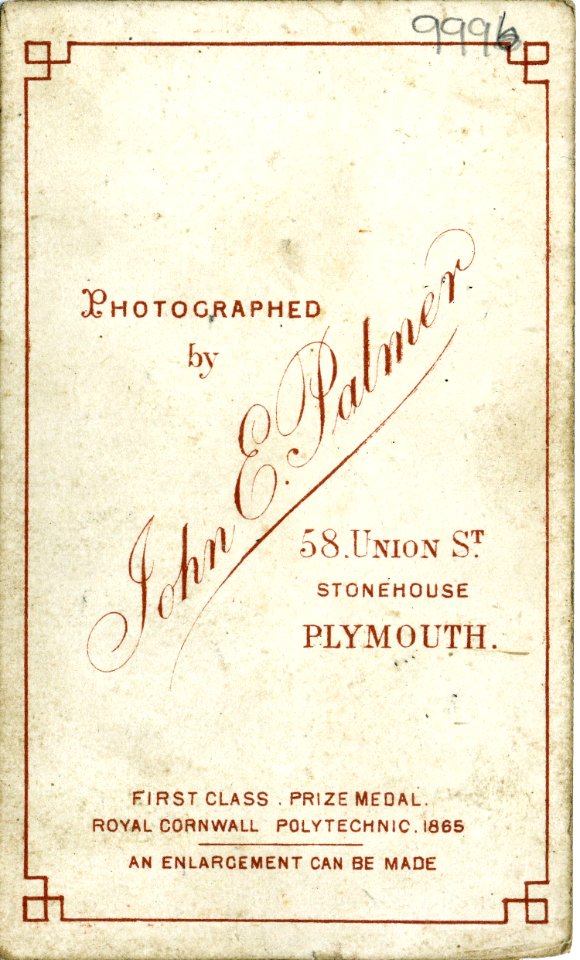 9996
PHOTOGRAPHED
by
John E. Palmer
58. UNION ST
STONEHOUSE
PLYMOUTH.
FIRST CLASS . PRIZE MEDAL.
ROYAL CORNWALL POLYTECHNIC. 1865
AN ENLARGEMENT CAN BE MADE